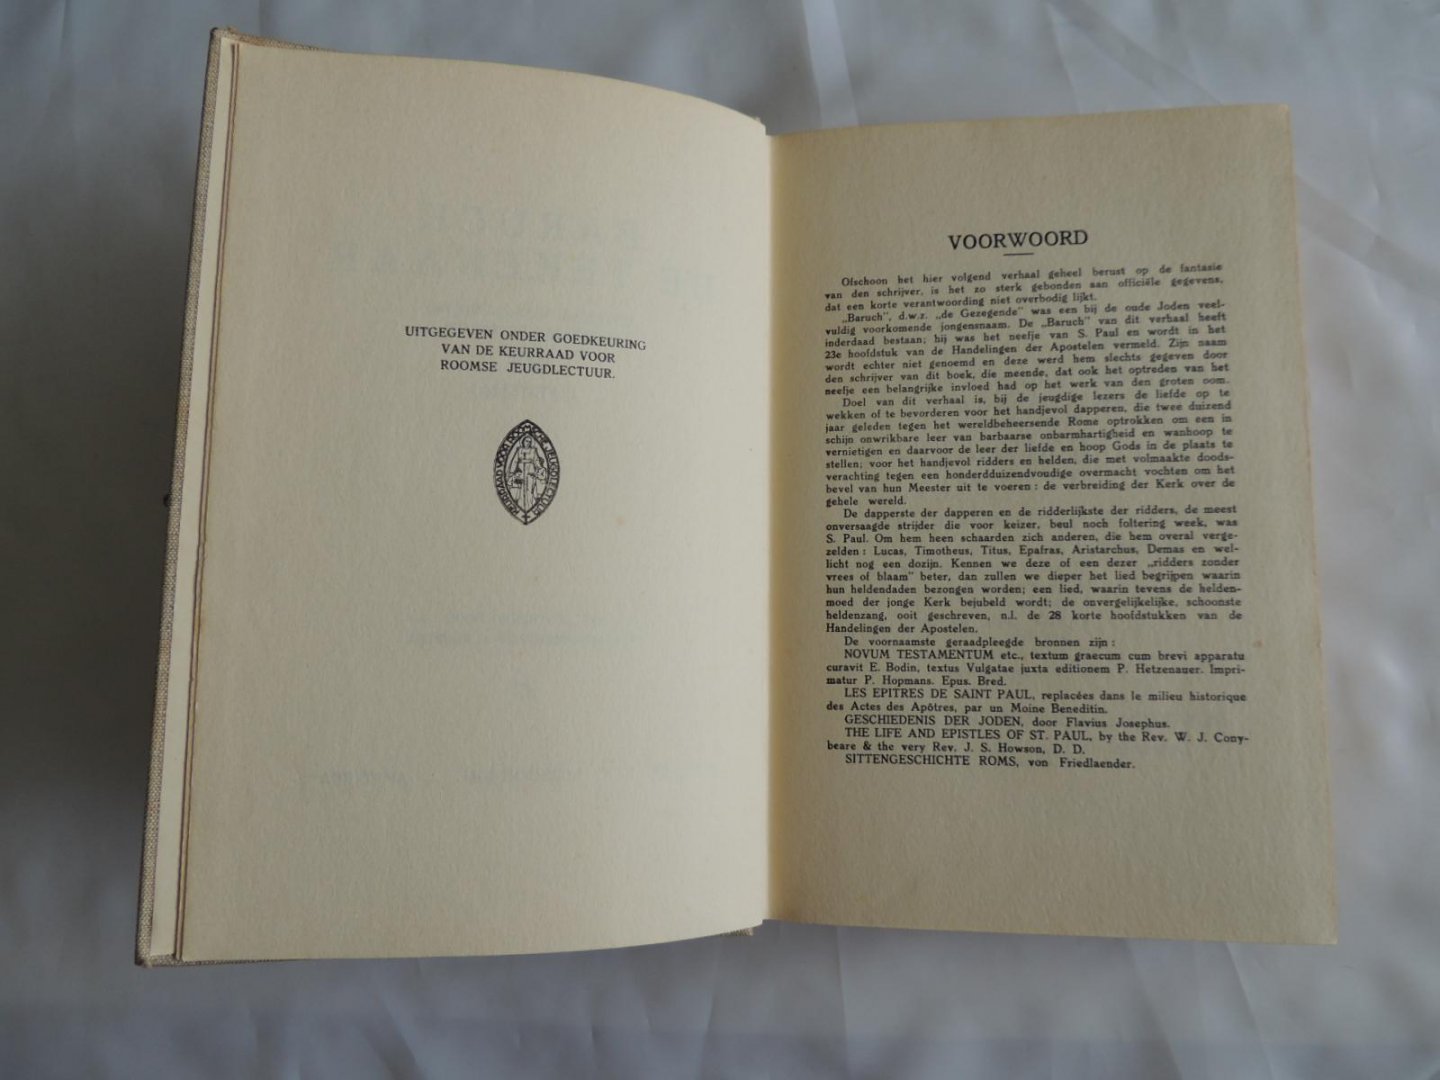 UITGEGEVEN ONDER GOEDKEURING
VAN DE KEURRAAD VOOR
ROOMSE JEUGDLECTUUR.
KEURRAAD VOOR ROOMSCHE JEUGDLECTUUR
VOORWOORD
Ofschoon het hier volgend verhaal geheel berust op de fantasie
van den schrijver, is het zo sterk gebonden aan officiële gegevens,
dat een korte verantwoording niet overbodig lijkt.
„Baruch”, d.w.z. „de Gezegende” was een bij de oude Joden veel-
vuldig voorkomende jongensnaam. De „Baruch” van dit verhaal heeft
inderdaad bestaan; hij was het neefje van S. Paul en wordt in het
23e hoofdstuk van de Handelingen der Apostelen vermeld. Zijn naam
wordt echter niet genoemd en deze werd hem slechts gegeven door
den schrijver van dit boek, die meende, dat ook het optreden van het
neefje een belangrijke invloed had op het werk van den groten oom.
Doel van dit verhaal is, bij de jeugdige lezers de liefde op te
wekken of te bevorderen voor het handjevol dapperen, die twee duizend
jaar geleden tegen het wereldbeheersende Rome optrokken om een in
schijn onwrikbare leer van barbaarse onbarmhartigheid en wanhoop te
vernietigen en daarvoor de leer der liefde en hoop Gods in de plaats te
stellen; voor het handjevol ridders en helden, die met volmaakte doods-
verachting tegen een honderdduizendvoudige overmacht vochten om het
bevel van hun Meester uit te voeren : de verbreiding der Kerk over de
gehele wereld.
De dapperste der dapperen en de ridderlijkste der ridders, de meest
onversaagde strijder die voor keizer, beul noch foltering week, was
S. Paul. Om hem heen schaarden zich anderen, die hem overal verge-
zelden : Lucas, Timotheus, Titus, Epafras, Aristarchus, Demas en wel-
licht nog een dozijn. Kennen we deze of een dezer „ridders zonder
vrees of blaam” beter, dan zullen we dieper het lied begrijpen waarin
hun heldendaden bezongen worden; een lied, waarin tevens de helden-
moed der jonge Kerk bejubeld wordt; de onvergelijkelijke, schoonste
heldenzang, ooit geschreven, n.l. de 28 korte hoofdstukken van de
Handelingen der Apostelen.
De voornaamste geraadpleegde bronnen zijn :
NOVUM TESTAMENTUM etc., textum graecum cum brevi apparatu
curavit E. Bodin, textus Vulgatae juxta editionem P. Hetzenauer. Impri-
matur P. Hopmans. Epus. Bred.
LES EPITRES DE SAINT PAUL, replacées dans le milieu historique
des Actes des Apôtres, par un Moine Beneditin.
GESCHIEDENIS DER JODEN, door Flavius Josephus.
THE LIFE AND EPISTLES OF ST. PAUL, by the Rev. W. J. Cony-
beare & the very Rev. J. S. Howson, D. D.
SITTENGESCHICHTE ROMS, von Friedlaender.